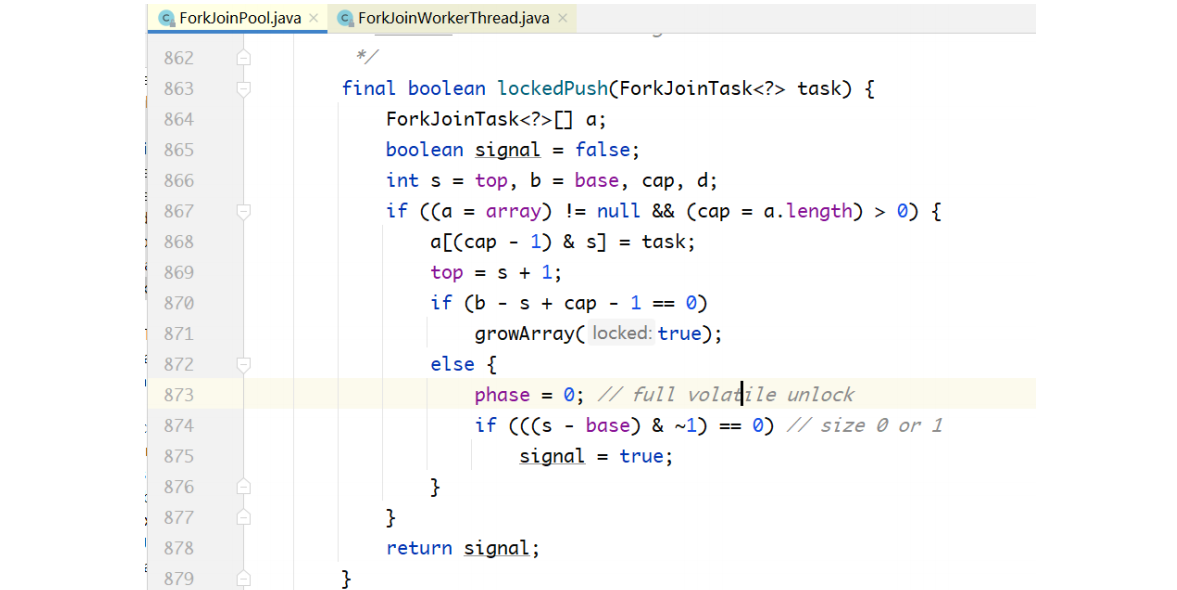 ForkJoinPool.java × ForkJoinWorkerThread.java ×
862 */
863 final boolean lockedPush(ForkJoinTask<?> task) {
864 ForkJoinTask<?>[] a;
865 boolean signal = false;
866 int s = top, b = base, cap, d;
867 if ((a = array) != null && (cap = a.length) > 0) {
868 a[(cap - 1) & s] = task;
869 top = s + 1;
870 if (b - s + cap - 1 == 0)
871 growArray( locked: true);
872 else {
873 phase = 0; // full volatile unlock
874 if (((s - base) & ~1) == 0) // size 0 or 1
875 signal = true;
876 }
877 }
878 return signal;
879 }